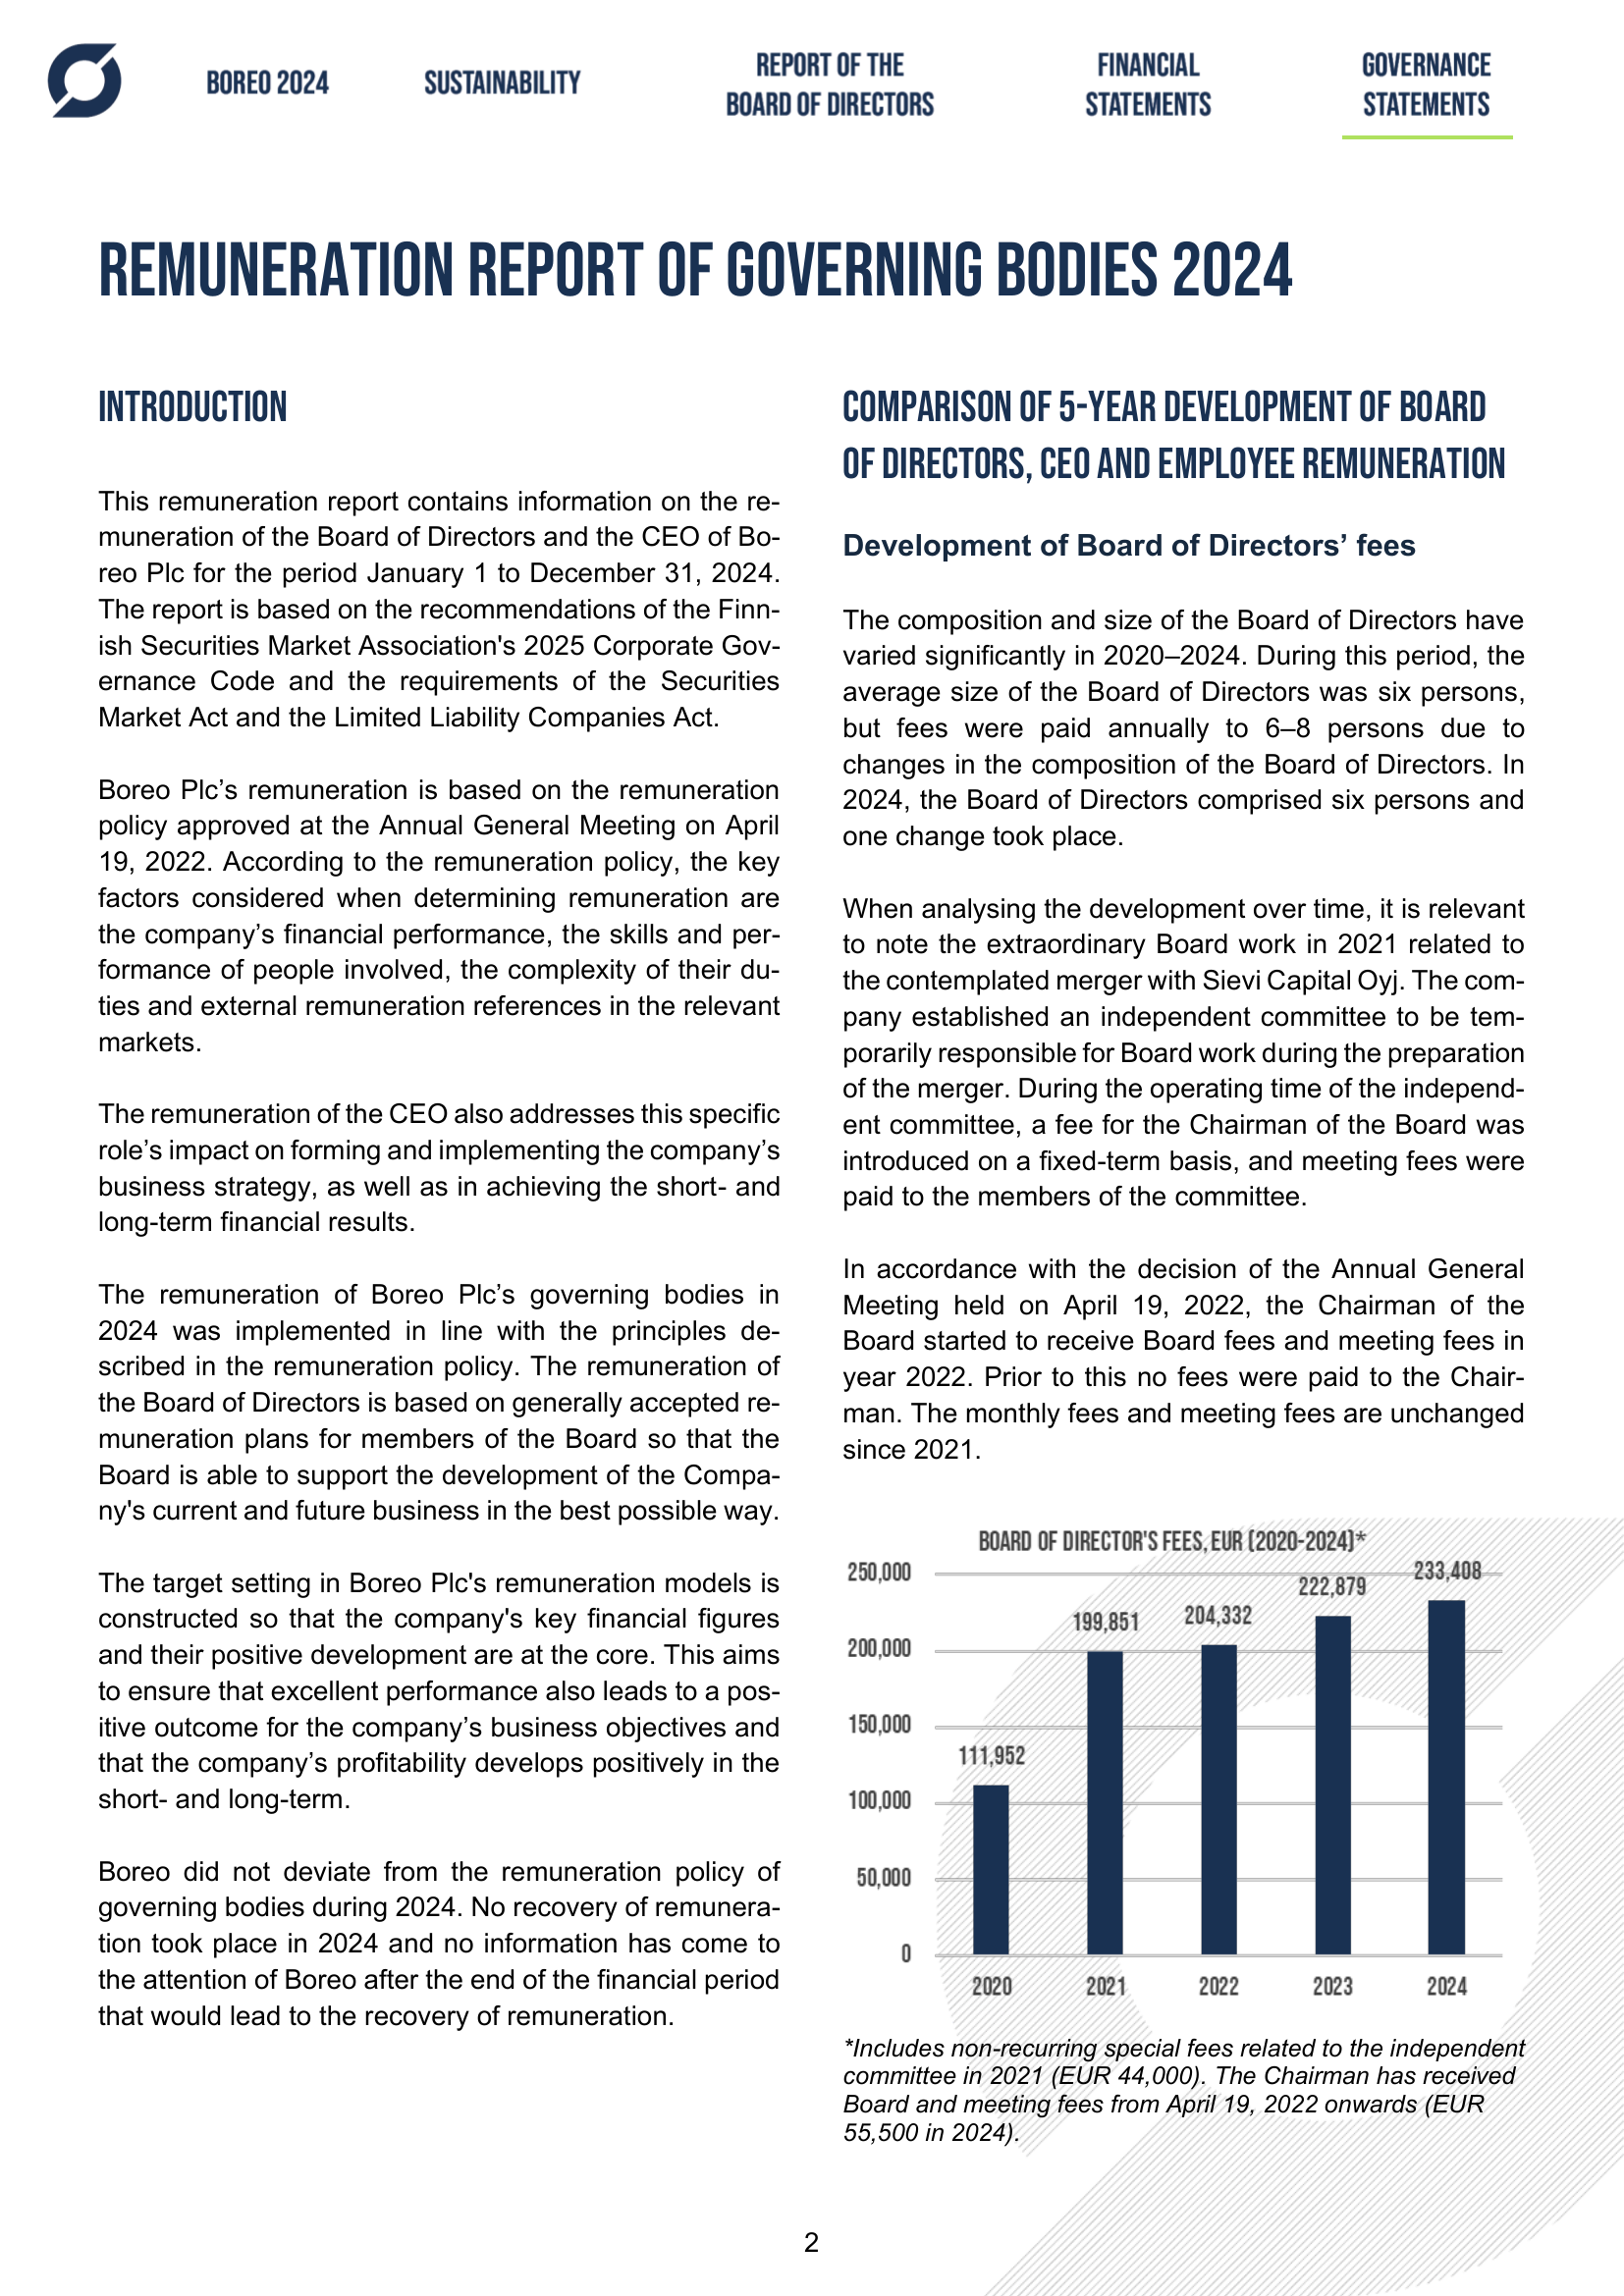 BOREO 2024
SUSTAINABILITY
REPORT OF THE
BOARD OF DIRECTORS
FINANCIAL
STATEMENTS
GOVERNANCE
STATEMENTS
REMUNERATION REPORT OF GOVERNING BODIES 2024
INTRODUCTION
This remuneration report contains information on the re-
muneration of the Board of Directors and the CEO of Bo-
reo Plc for the period January 1 to December 31, 2024.
The report is based on the recommendations of the Finn-
ish Securities Market Association's 2025 Corporate Gov-
ernance Code and the requirements of the Securities
Market Act and the Limited Liability Companies Act.
Boreo Plc’s remuneration is based on the remuneration
policy approved at the Annual General Meeting on April
19, 2022. According to the remuneration policy, the key
factors considered when determining remuneration are
the company’s financial performance, the skills and per-
formance of people involved, the complexity of their du-
ties and external remuneration references in the relevant
markets.
The remuneration of the CEO also addresses this specific
role’s impact on forming and implementing the company’s
business strategy, as well as in achieving the short- and
long-term financial results.
The remuneration of Boreo Plc’s governing bodies in
2024 was implemented in line with the principles de-
scribed in the remuneration policy. The remuneration of
the Board of Directors is based on generally accepted re-
muneration plans for members of the Board so that the
Board is able to support the development of the Compa-
ny's current and future business in the best possible way.
The target setting in Boreo Plc's remuneration models is
constructed so that the company's key financial figures
and their positive development are at the core. This aims
to ensure that excellent performance also leads to a pos-
itive outcome for the company’s business objectives and
that the company’s profitability develops positively in the
short- and long-term.
Boreo did not deviate from the remuneration policy of
governing bodies during 2024. No recovery of remunera-
tion took place in 2024 and no information has come to
the attention of Boreo after the end of the financial period
that would lead to the recovery of remuneration.
COMPARISON OF 5-YEAR DEVELOPMENT OF BOARD
OF DIRECTORS, CEO AND EMPLOYEE REMUNERATION
Development of Board of Directors’ fees
The composition and size of the Board of Directors have
varied significantly in 2020–2024. During this period, the
average size of the Board of Directors was six persons,
but fees were paid annually to 6–8 persons due to
changes in the composition of the Board of Directors. In
2024, the Board of Directors comprised six persons and
one change took place.
When analysing the development over time, it is relevant
to note the extraordinary Board work in 2021 related to
the contemplated merger with Sievi Capital Oyj. The com-
pany established an independent committee to be tem-
porarily responsible for Board work during the preparation
of the merger. During the operating time of the independ-
ent committee, a fee for the Chairman of the Board was
introduced on a fixed-term basis, and meeting fees were
paid to the members of the committee.
In accordance with the decision of the Annual General
Meeting held on April 19, 2022, the Chairman of the
Board started to receive Board fees and meeting fees in
year 2022. Prior to this no fees were paid to the Chair-
man. The monthly fees and meeting fees are unchanged
since 2021.
BOARD OF DIRECTOR'S FEES, EUR (2020-2024)*
250,000
200,000
150,000
100,000
50,000
0
111,952
199,851
204,332
222,879
233,408
2020
2021
2022
2023
2024
*Includes non-recurring special fees related to the independent
committee in 2021 (EUR 44,000). The Chairman has received
Board and meeting fees from April 19, 2022 onwards (EUR
55,500 in 2024).
2